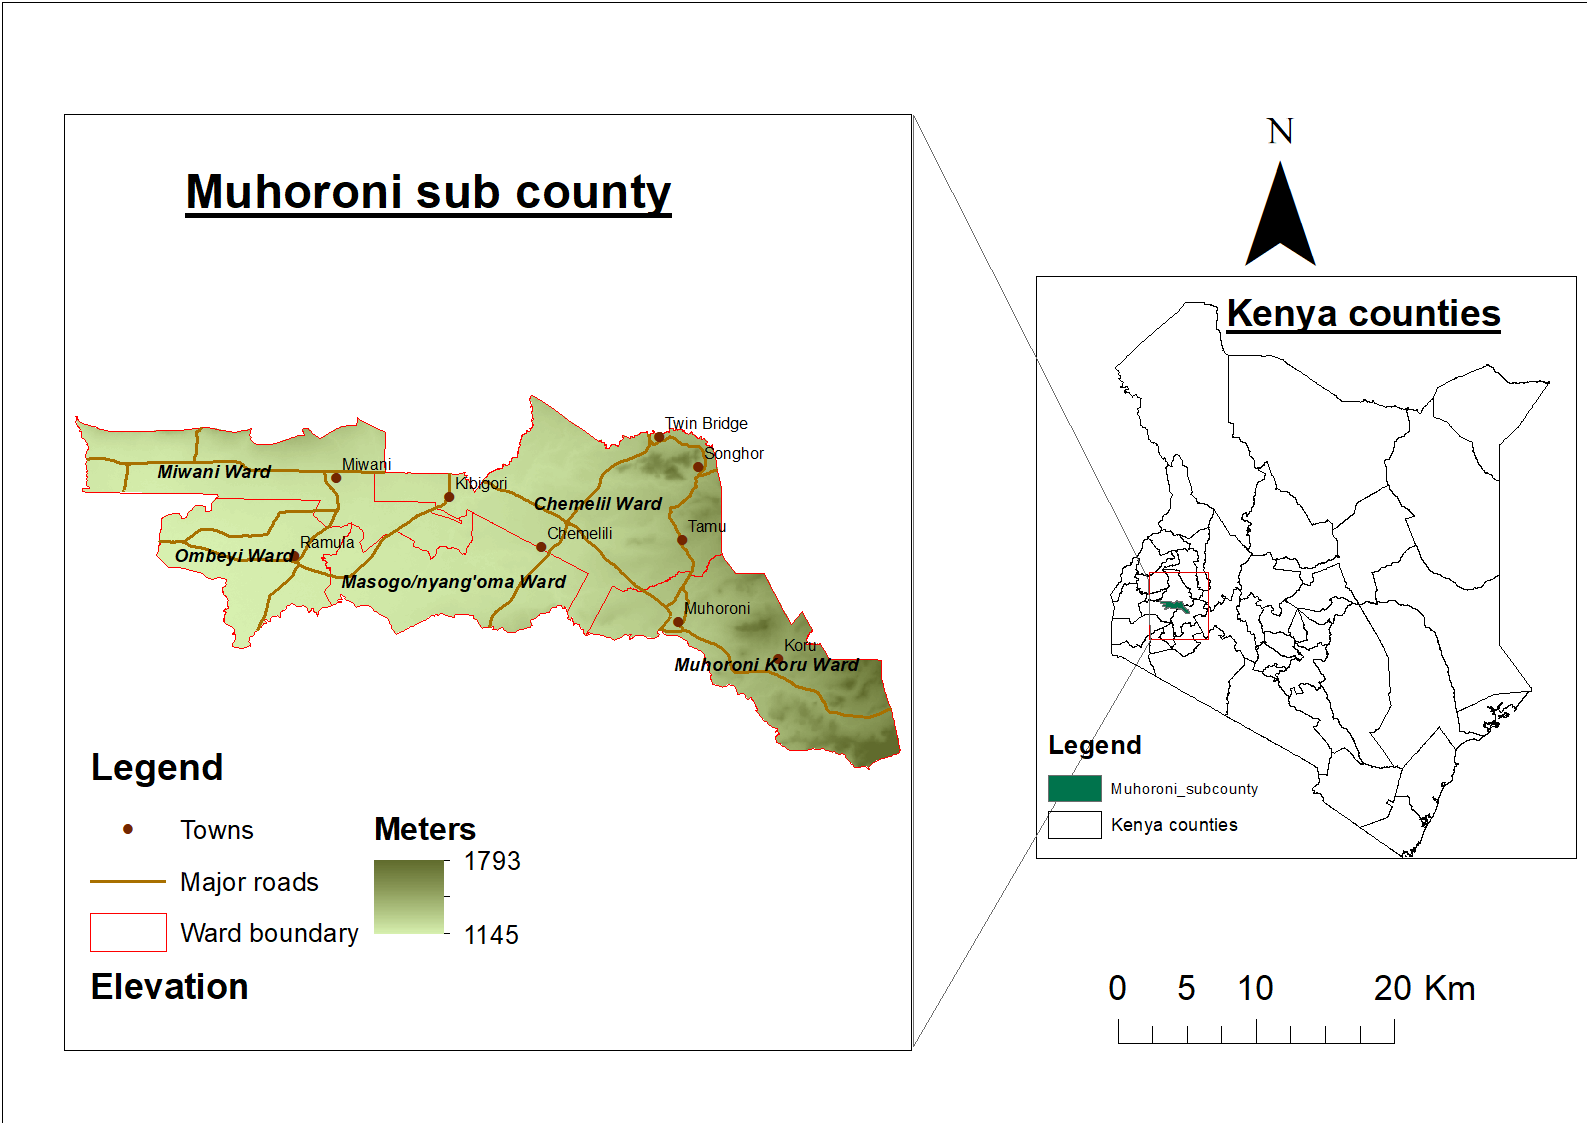 Muhoroni sub county
Twin Bridge
Songhor
Miwani
Miwani Ward
Kibigori
Chemelil Ward
Tamu
Chemelili
Ramula
Ombeyi Ward
Masogo/nyang'oma Ward
Muhoroni
Koru
Muhoroni Koru Ward
Legend
Towns
Major roads
Ward boundary
Elevation
Meters
1793
1145
N
Kenya counties
Legend
Muhoroni_subcounty
Kenya counties
0 5 10 20 Km